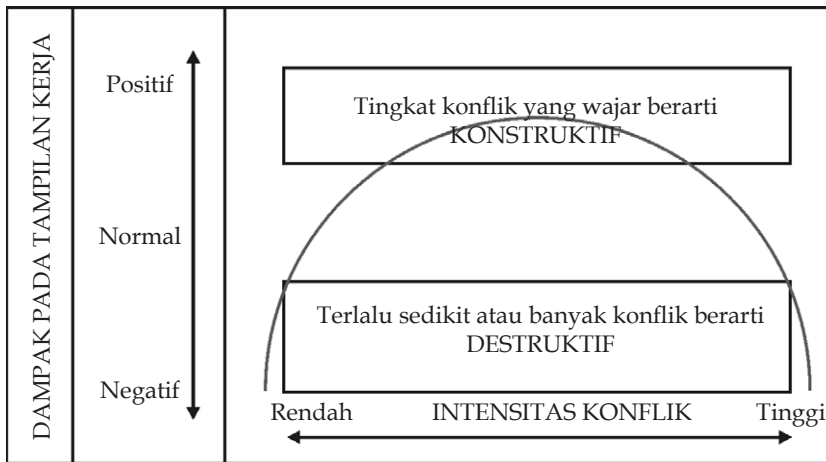 DAMPAK PADA TAMPILAN KERJA
Positif
Normal
Negatif
Tingkat konflik yang wajar berarti
KONSTRUKTIF
Terlalu sedikit atau banyak konflik berarti
DESTRUKTIF
Rendah INTENSITAS KONFLIK Tinggi